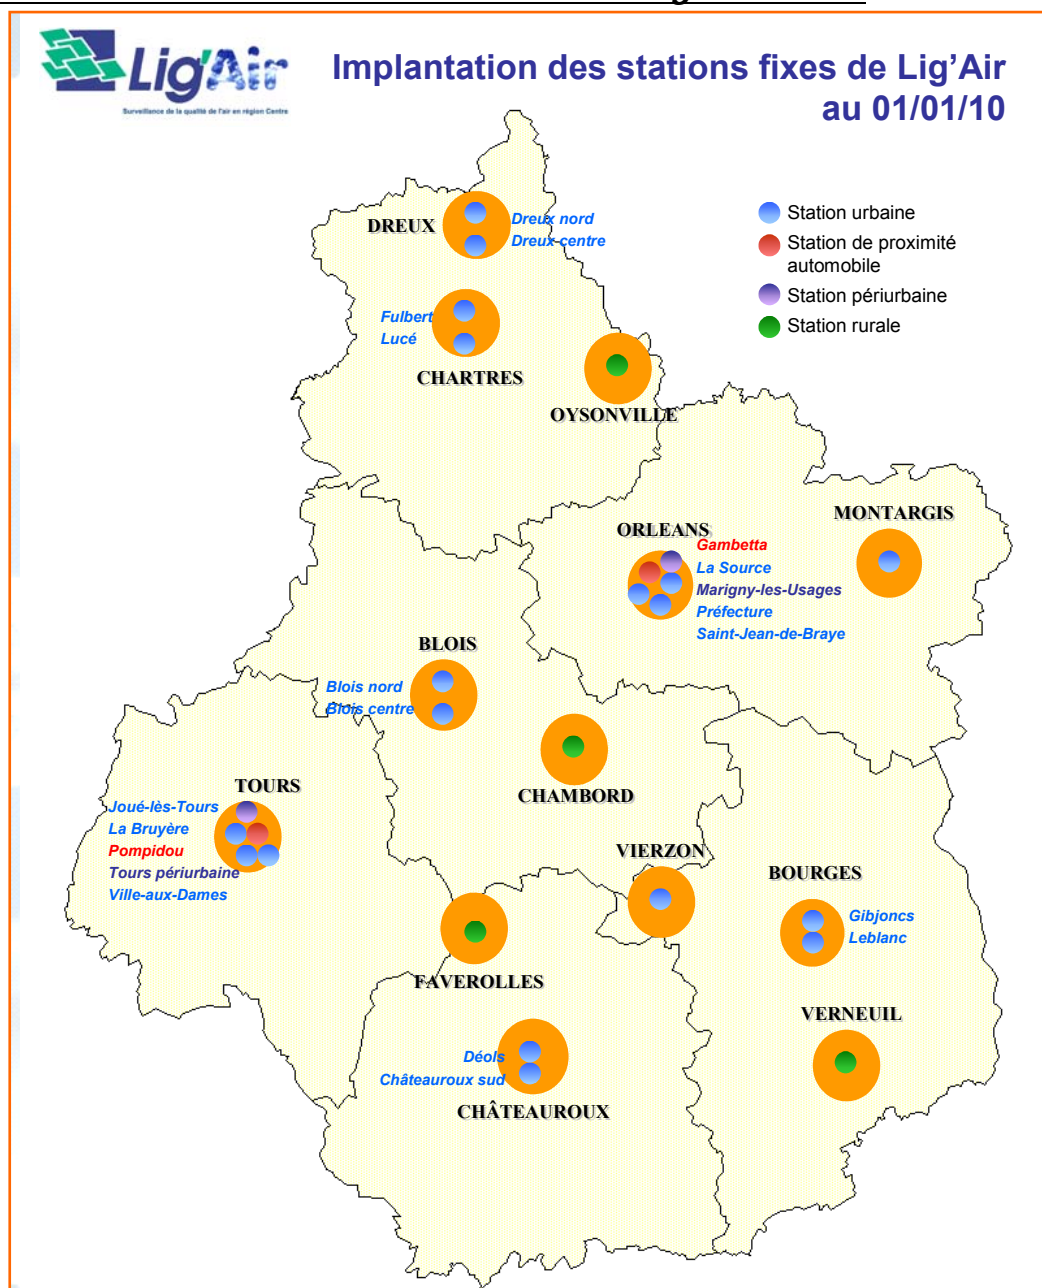 Lig'Air
Surveillance de la qualité de l'air en région Centre
Implantation des stations fixes de Lig'Air
au 01/01/10
Station urbaine
Station de proximité
automobile
Station périurbaine
Station rurale
DREUX
Dreux nord
Dreux centre
Fulbert
Lucé
CHARTRES
OYSONVILLE
MONTARGIS
ORLEANS
Gambetta
La Source
Marigny-les-Usages
Préfecture
Saint-Jean-de-Braye
BLOIS
Blois nord
Blois centre
CHAMBORD
TOURS
Joué-lès-Tours
La Bruyère
Pompidou
Tours périurbaine
Ville-aux-Dames
VIERZON
BOURGES
Gibjoncs
Leblanc
FAVEROLLES
VERNEUIL
Déols
Châteauroux sud
CHÂTEAUROUX